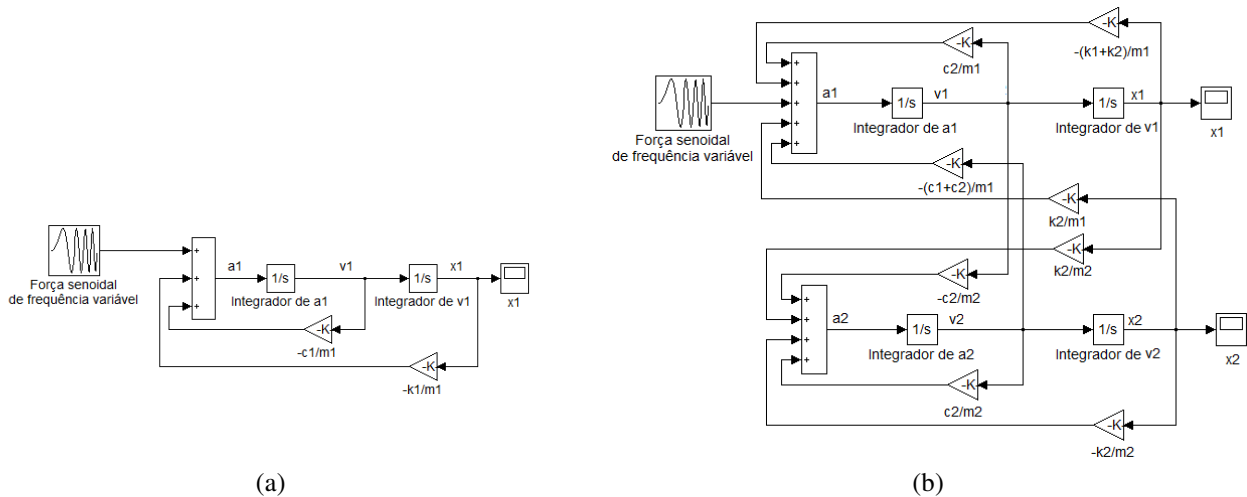 +
+
+
a1
1/s
v1
1/s
x1
x1
Força senoidal
de frequência variável
Integrador de a1
Integrador de v1
-K
-c1/m1
-K
-k1/m1
(a)
-K
-(k1+k2)/m1
-K
c2/m1
+
+
+
+
+
a1
1/s
v1
1/s
x1
x1
Força senoidal
de frequência variável
Integrador de a1
Integrador de v1
-K
-(c1+c2)/m1
-K
k2/m1
-K
k2/m2
-K
-c2/m2
+
+
+
+
a2
1/s
v2
1/s
x2
x2
Integrador de a2
Integrador de v2
-K
c2/m2
-K
-k2/m2
(b)